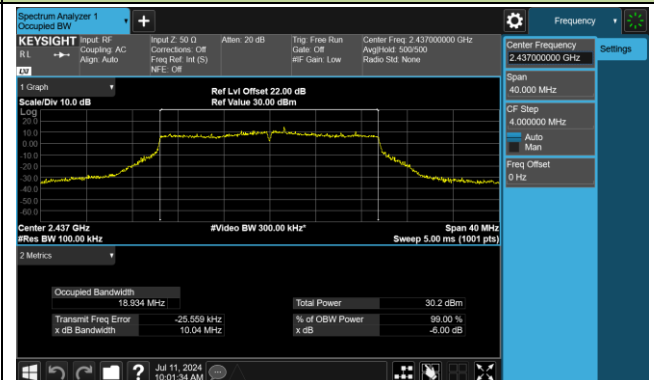 Spectrum Analyzer 1
Occupied BW
+
Frequency
KEYSIGHT
RL
Input: RF
Coupling: AC
Align: Auto
Input Z: 50 Ω
Corrections: Off
Freq Ref: Int (S)
NFE: Off
Atten: 20 dB
Trig: Free Run
Gate: Off
#IF Gain: Low
Center Freq: 2.437000000 GHz
Avg|Hold: 500/500
Radio Std: None
Center Frequency
2.437000000 GHz
Settings
Span
40.000 MHz
CF Step
4.000000 MHz
Auto
Man
Freq Offset
0 Hz
1 Graph
Scale/Div 10.0 dB
Ref Lvl Offset 22.00 dB
Ref Value 30.00 dBm
Log
20.0
10.0
0.00
-10.0
-20.0
-30.0
-40.0
-50.0
-60.0
Center 2.437 GHz
#Res BW 100.00 kHz
#Video BW 300.00 kHz*
Span 40 MHz
Sweep 5.00 ms (1001 pts)
2 Metrics
Occupied Bandwidth
18.934 MHz
Total Power 30.2 dBm
Transmit Freq Error -25.559 kHz
% of OBW Power 99.00 %
x dB Bandwidth 10.04 MHz
x dB -6.00 dB
?
Jul 11, 2024
10:01:34 AM